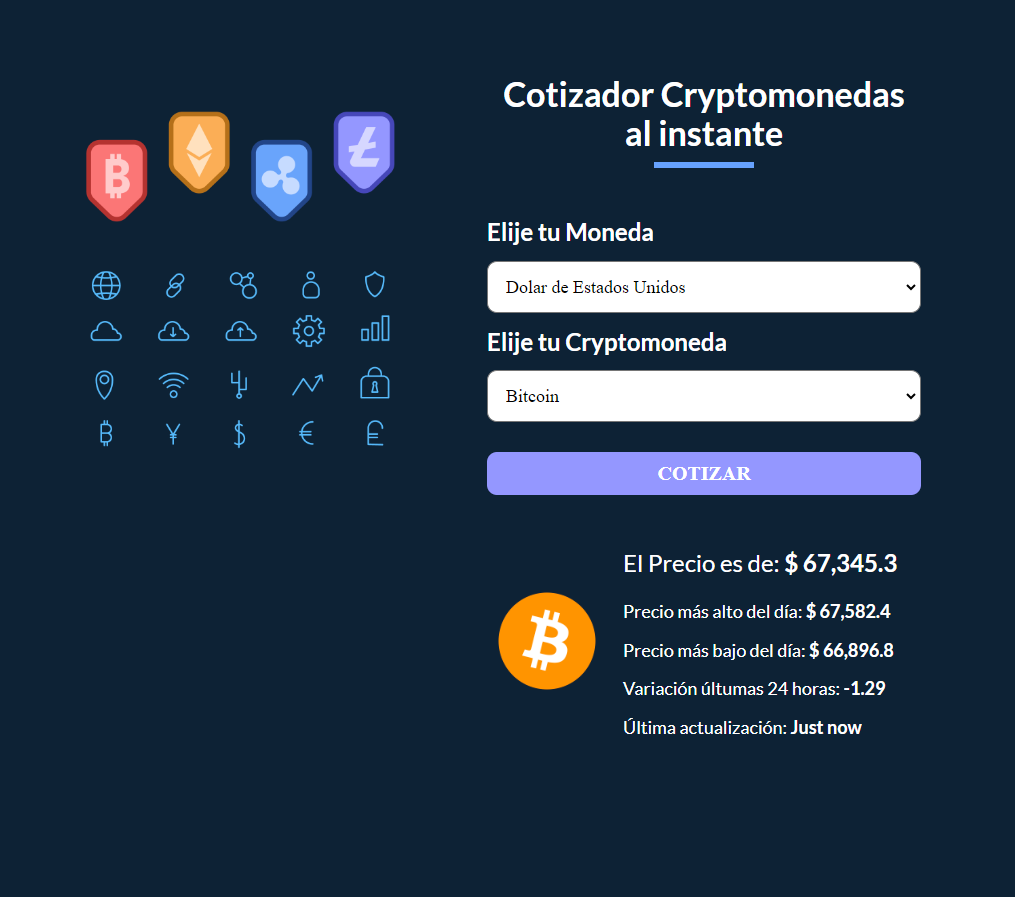 Cotizador Cryptomonedas
al instante
Elije tu Moneda
Dolar de Estados Unidos
Elije tu Cryptomoneda
Bitcoin
COTIZAR
El Precio es de: $ 67,345.3
Precio más alto del día: $ 67,582.4
Precio más bajo del día: $ 66,896.8
Variación últumas 24 horas: -1.29
Última actualización: Just now